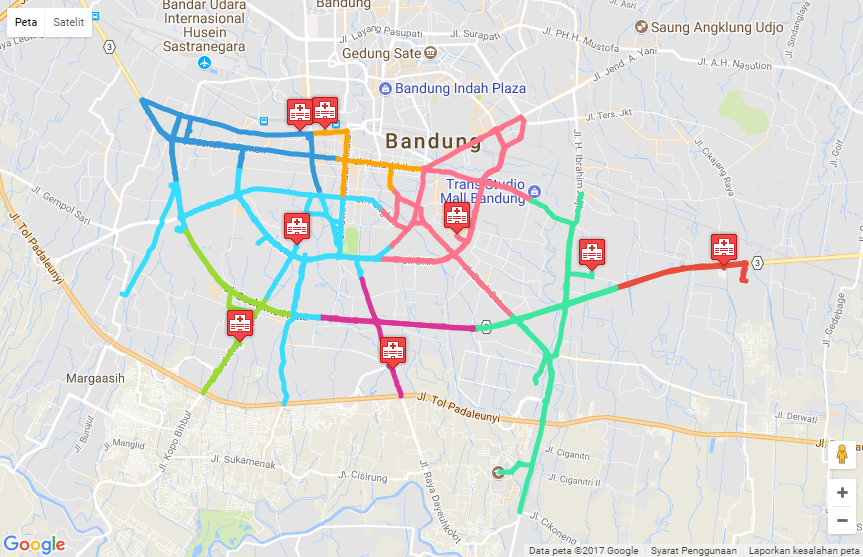 Bandar Udara
Internasional
Husein
Sastranegara
Bandung
Peta
Satelit
3
Jl. Layang Pasupati
Jl. Surapati
Saung Angklung Udjo
Jl. PH.H. Mustofa
Gedung Sate
Jl. Jend. A. Yani
Jl. A.H. Nasution
Jl. Sindanglaya
Bandung Indah Plaza
Jl. Ters. Jkt
Jl. Golf
Bandung
Jl. Cikajang Raya
Jl. H. Ibrahim
Jl. Gempol Sari
Trans Studio
Mall Bandung
Jl. Tol Padaleunyi
3
Jl. Gedebage
Margaasih
Jl. Tol Padaleunyi
Jl. Burujul
Jl. Kopo Bihbul
Jl. Derwati
Jl. Manglid
Jl. Sukamenak
Jl. Cisirung
Jl. Raya Dayeuhkolot
Jl. Ciganitri
Jl. Ciganitri II
Jl. Cikoneng
Google
Data peta ©2017 Google
Syarat Penggunaan
Laporkan kesalahan peta